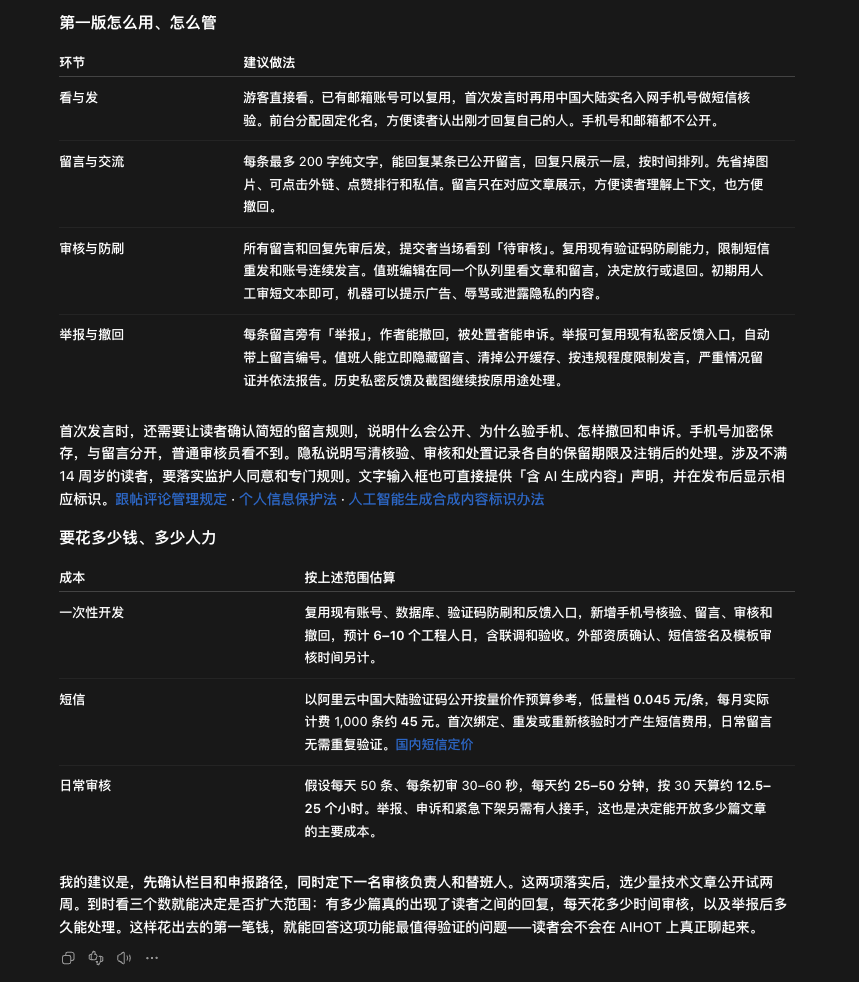 第一版怎么用、怎么管
环节 建议做法
看与发 游客直接看。已有邮箱账号可以复用，首次发言时再用中国大陆实名入网手机号做短信核
验。前台分配固定化名，方便读者认出刚才回复自己的人。手机号和邮箱都不公开。
留言与交流 每条最多 200 字纯文字，能回复某条已公开留言，回复只展示一层，按时间排列。先省掉图
片、可点击外链、点赞排行和私信。留言只在对应文章展示，方便读者理解上下文，也方便
撤回。
审核与防刷 所有留言和回复先审后发，提交者当场看到「待审核」。复用现有验证码防刷能力，限制短信
重发和账号连续发言。值班编辑在同一个队列里看文章和留言，决定放行或退回。初期用人
工审短文本即可，机器可以提示广告、辱骂或泄露隐私的内容。
举报与撤回 每条留言旁有「举报」，作者能撤回，被处置者能申诉。举报可复用现有私密反馈入口，自动
带上留言编号。值班人能立即隐藏留言、清掉公开缓存、按违规程度限制发言，严重情况留
证并依法报告。历史私密反馈及截图继续按原用途处理。
首次发言时，还需要让读者确认简短的留言规则，说明什么会公开、为什么验手机、怎样撤回和申诉。手机号加密保
存，与留言分开，普通审核员看不到。隐私说明写清核验、审核和处置记录各自的保留期限及注销后的处理。涉及不满
14 周岁的读者，要落实监护人同意和专门规则。文字输入框也可直接提供「含 AI 生成内容」声明，并在发布后显示相
应标识。跟帖评论管理规定 · 个人信息保护法 · 人工智能生成合成内容标识办法
要花多少钱、多少人力
成本 按上述范围估算
一次性开发 复用现有账号、数据库、验证码防刷和反馈入口，新增手机号核验、留言、审核和
撤回，预计 6–10 个工程人日，含联调和验收。外部资质确认、短信签名及模板审
核时间另计。
短信 以阿里云中国大陆验证码公开按量价作预算参考，低量档 0.045 元/条，每月实际
计费 1,000 条约 45 元。首次绑定、重发或重新核验时才产生短信费用，日常留言
无需重复验证。国内短信定价
日常审核 假设每天 50 条、每条初审 30–60 秒，每天约 25–50 分钟，按 30 天算约 12.5–
25 个小时。举报、申诉和紧急下架另需有人接手，这也是决定能开放多少篇文章
的主要成本。
我的建议是，先确认栏目和申报路径，同时定下一名审核负责人和替班人。这两项落实后，选少量技术文章公开试两
周。到时看三个数就能决定是否扩大范围：有多少篇真的出现了读者之间的回复，每天花多少时间审核，以及举报后多
久能处理。这样花出去的第一笔钱，就能回答这项功能最值得验证的问题——读者会不会在 AIHOT 上真正聊起来。